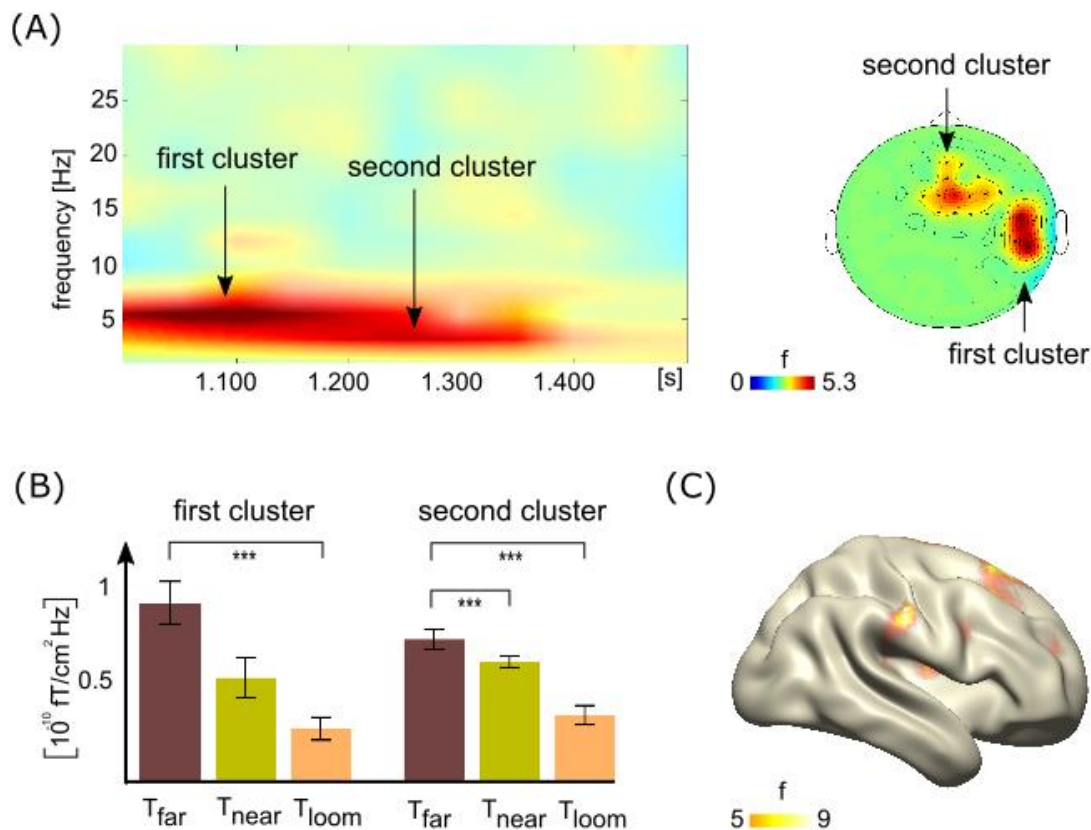 (A)
second cluster
first cluster
second cluster
frequency [Hz]
25
20
15
10
5
1.100
1.200
1.300
1.400
[s]
first cluster
f
0
5.3
(B)
first cluster
second cluster
***
***
***
[10^10 fT/cm^2 Hz]
1
0.5
T_far
T_near
T_loom
T_far
T_near
T_loom
(C)
f
5
9